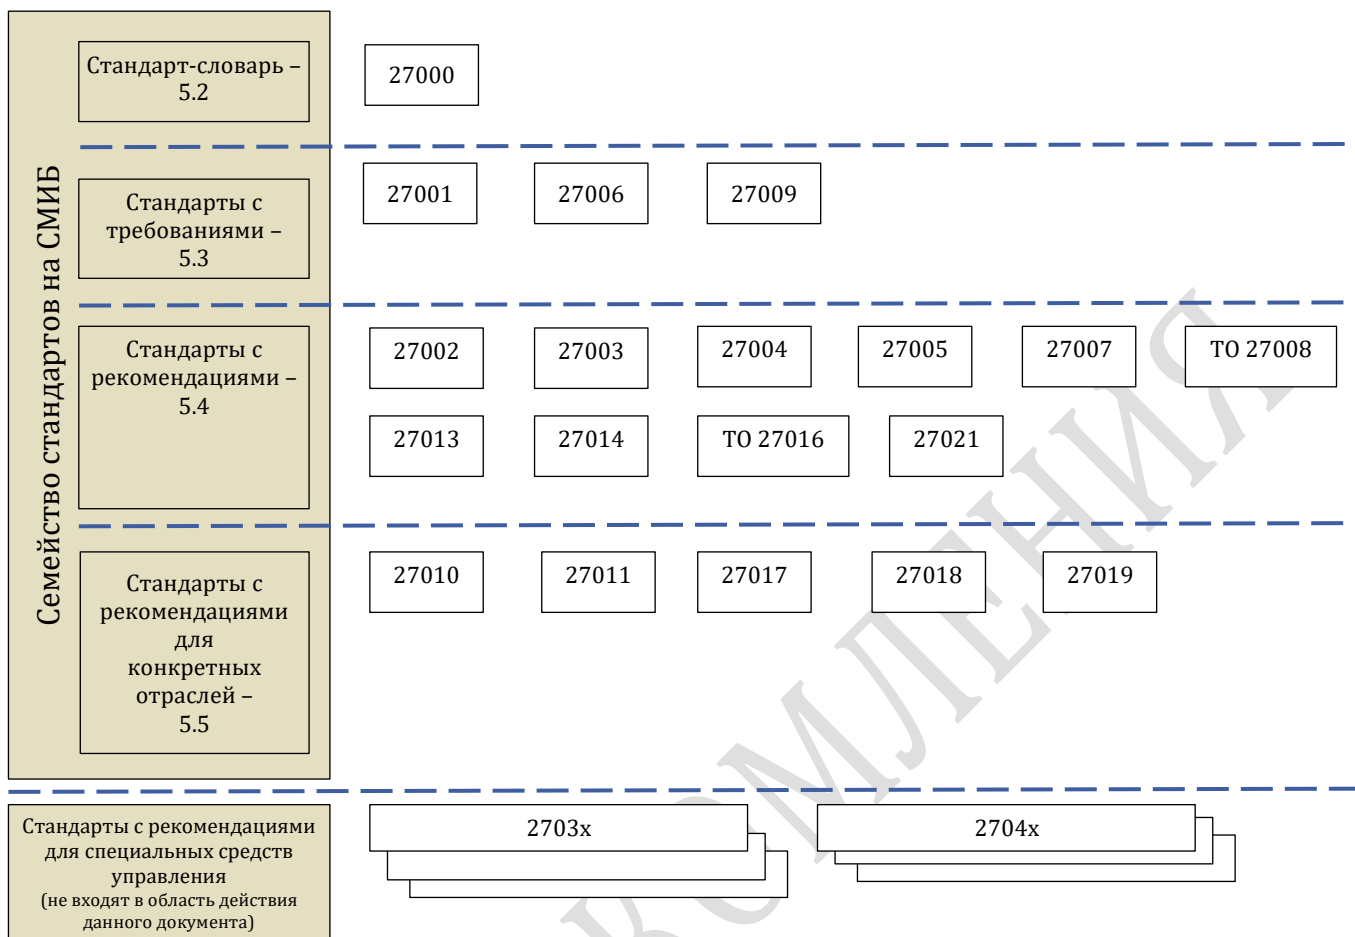 Семейство стандартов на СМИБ
Стандарт-словарь –
5.2
27000
Стандарты с
требованиями –
5.3
27001 27006 27009
Стандарты с
рекомендациями –
5.4
27002 27003 27004 27005 27007 ТО 27008
27013 27014 ТО 27016 27021
Стандарты с
рекомендациями
для
конкретных
отраслей –
5.5
27010 27011 27017 27018 27019
Стандарты с рекомендациями
для специальных средств
управления
(не входят в область действия
данного документа)
2703x 2704x
КОМЛЕНИЯ